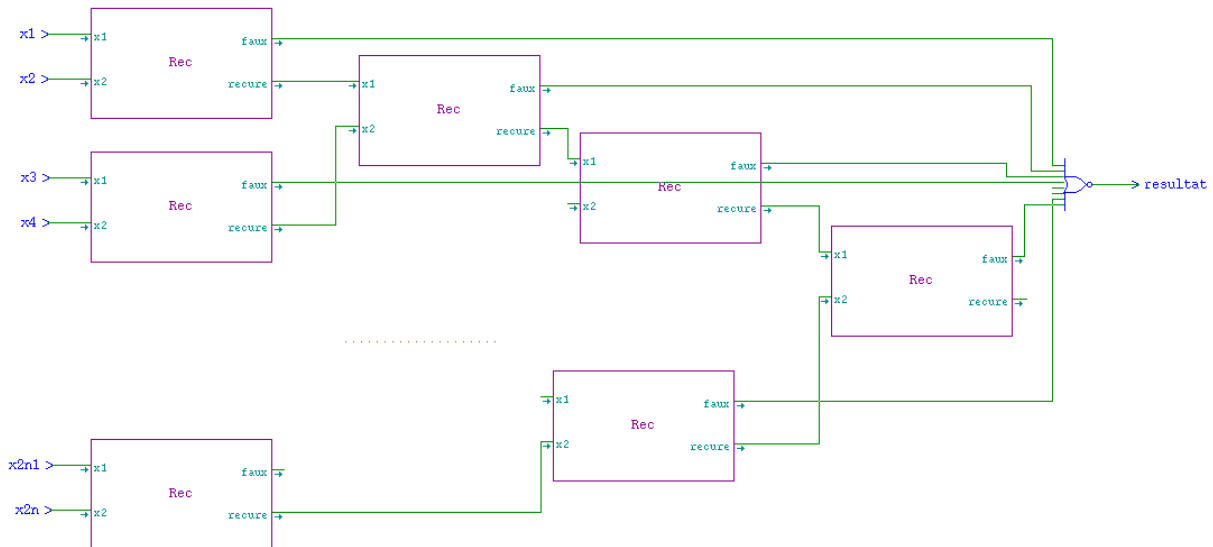 x1 x1 faux
Rec
x2 x2 recure
x1 faux
Rec
x2 recure
x3 x1 faux
Rec
x4 x2 recure
x1 faux
Rec
x2 recure
resultat
x1 faux
Rec
x2 recure
....................
x1 faux
Rec
x2 recure
x2n1 x1 faux
Rec
x2n x2 recure